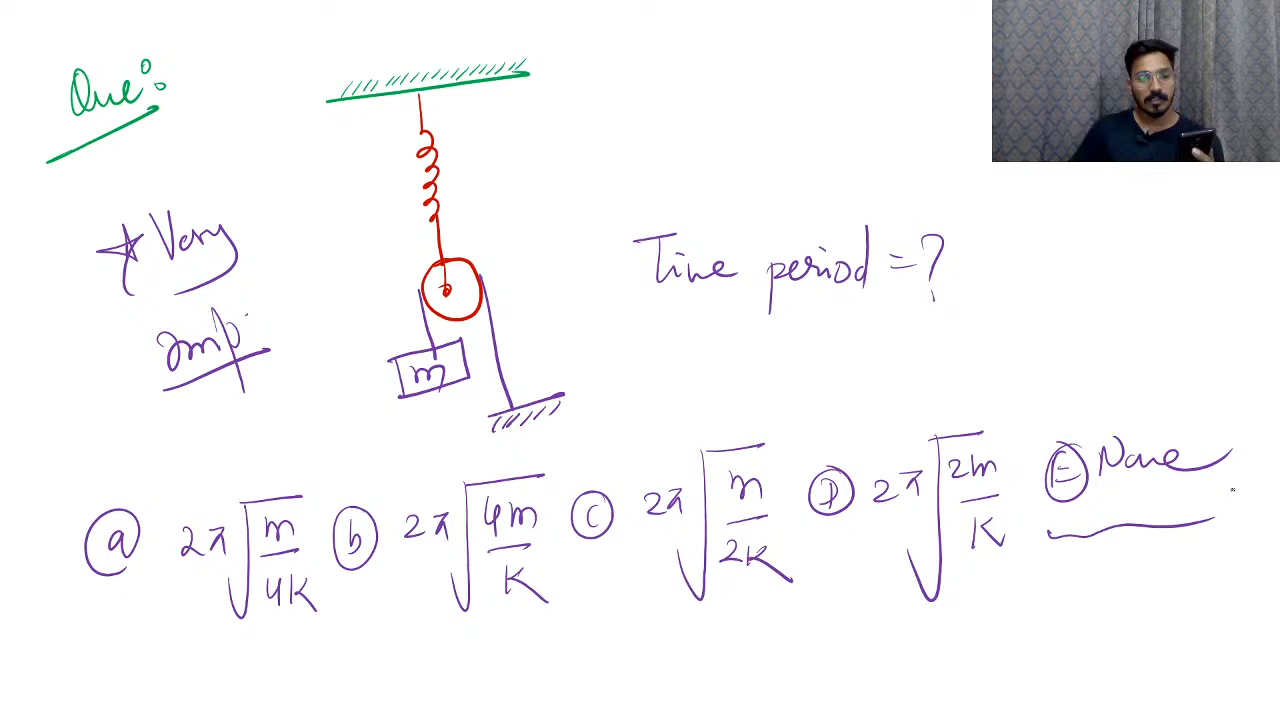 Que:
★ Very
Imp.
Time period = ?
m
(a) 2π√(m/4K) (b) 2π√(4m/K) (c) 2π√(m/2K) (D) 2π√(2m/K) (E) None